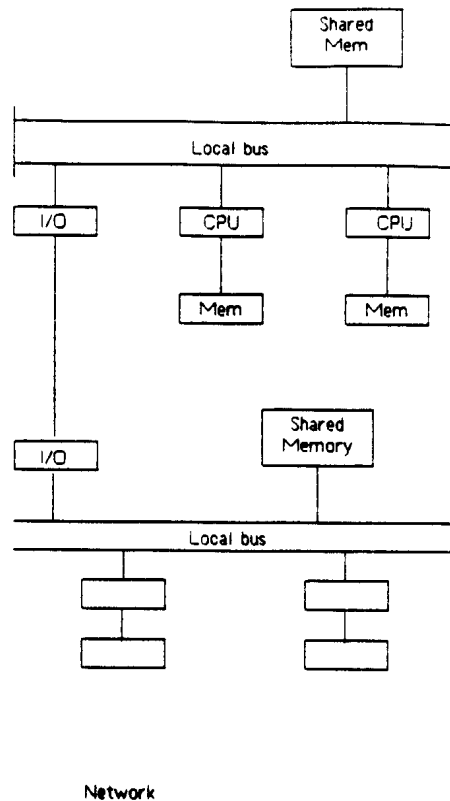 Shared
Mem
Local bus
I/O
CPU
CPU
Mem
Mem
Shared
Memory
I/O
Local bus
Network